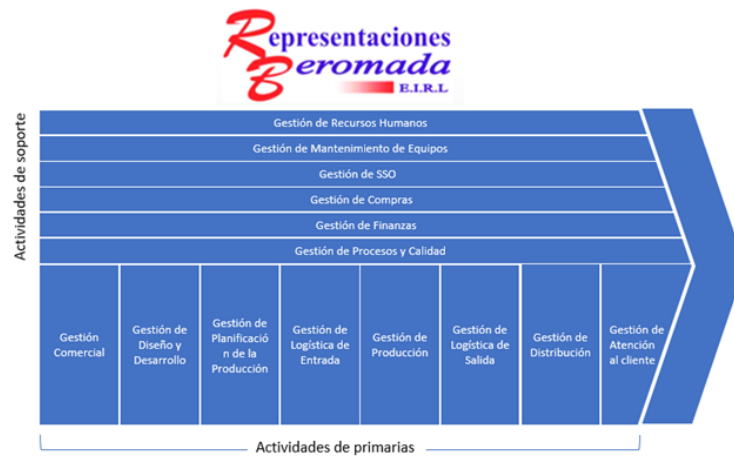 Representaciones
Beromada
E.I.R.L
Actividades de soporte
Gestión de Recursos Humanos
Gestión de Mantenimiento de Equipos
Gestión de SSO
Gestión de Compras
Gestión de Finanzas
Gestión de Procesos y Calidad
Gestión
Comercial
Gestión de
Diseño y
Desarrollo
Gestión de
Planificació
n de la
Producción
Gestión de
Logística de
Entrada
Gestión de
Producción
Gestión de
Logística de
Salida
Gestión de
Distribución
Gestión de
Atención
al cliente
Actividades de primarias